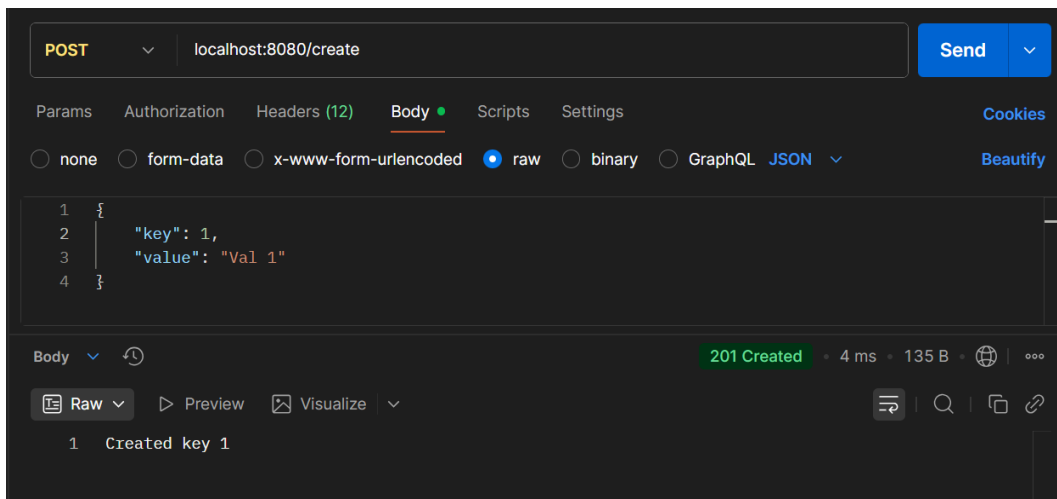 POST localhost:8080/create Send
Params Authorization Headers (12) Body Scripts Settings Cookies
none form-data x-www-form-urlencoded raw binary GraphQL JSON Beautify
1 {
2 "key": 1,
3 "value": "Val 1"
4 }
Body 201 Created 4 ms 135 B
Raw Preview Visualize
1 Created key 1